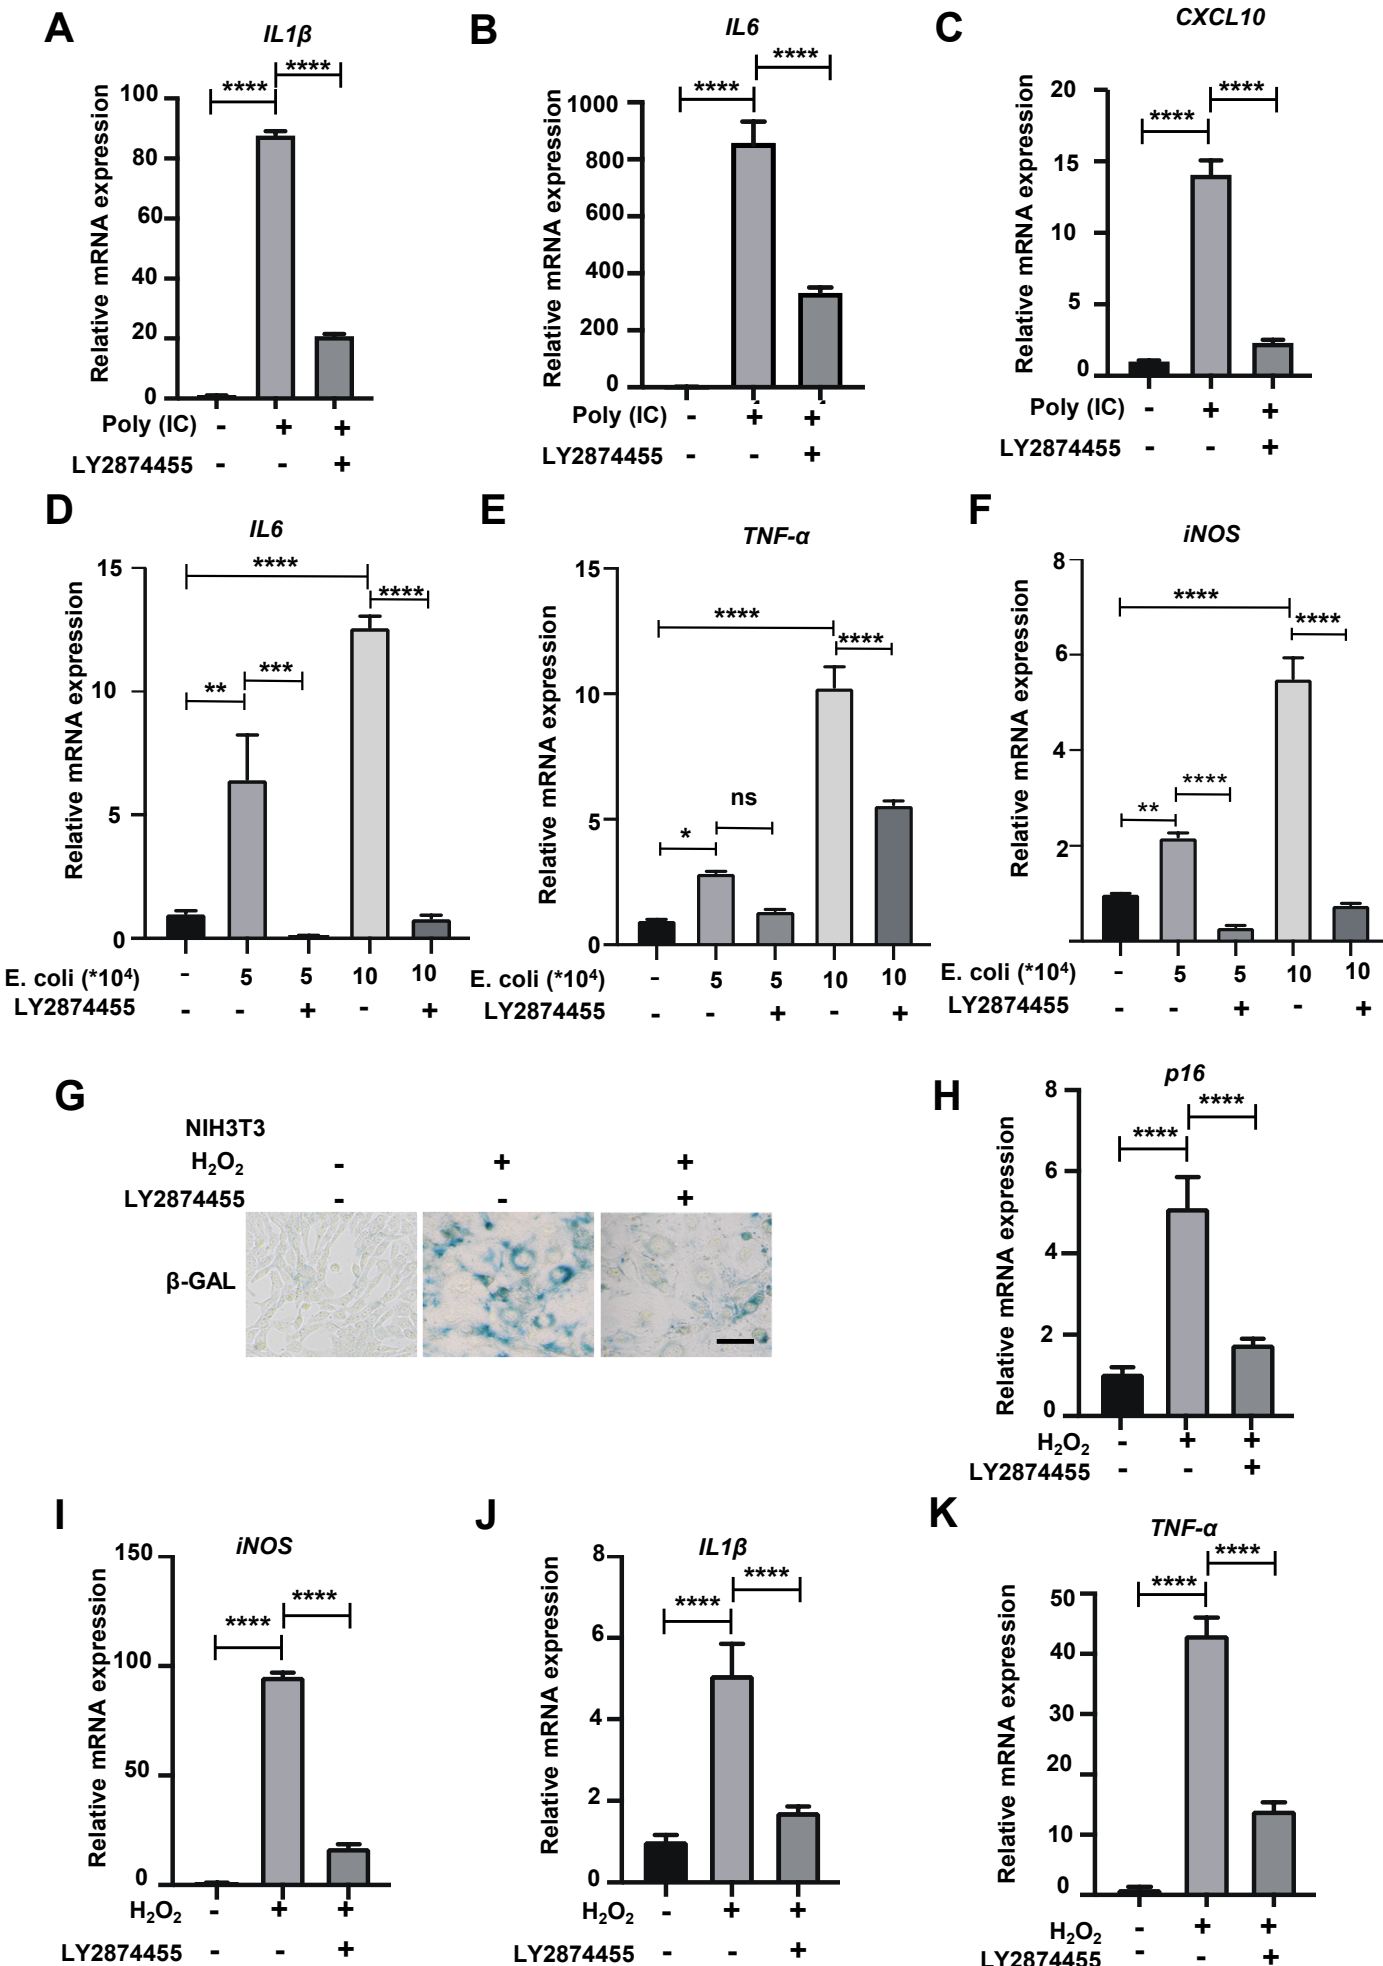 A
IL1β
Relative mRNA expression
100
80
60
40
20
0
****
****
Poly (IC) - + +
LY2874455 - - +
B
IL6
Relative mRNA expression
1000
800
600
400
200
0
****
****
Poly (IC) - + +
LY2874455 - - +
C
CXCL10
Relative mRNA expression
20
15
10
5
0
****
****
Poly (IC) - + +
LY2874455 - - +
D
IL6
Relative mRNA expression
15
10
5
0
****
****
***
**
E. coli (*10⁴) - 5 5 10 10
LY2874455 - - + - +
E
TNF-α
Relative mRNA expression
15
10
5
0
****
****
ns
*
E. coli (*10⁴) - 5 5 10 10
LY2874455 - - + - +
F
iNOS
Relative mRNA expression
8
6
4
2
****
****
****
**
E. coli (*10⁴) - 5 5 10 10
LY2874455 - - + - +
G
NIH3T3
H₂O₂ - + +
LY2874455 - - +
β-GAL
H
p16
Relative mRNA expression
8
6
4
2
0
****
****
H₂O₂ - + +
LY2874455 - - +
I
iNOS
Relative mRNA expression
150
100
50
0
****
****
H₂O₂ - + +
LY2874455 - - +
J
IL1β
Relative mRNA expression
8
6
4
2
0
****
****
H₂O₂ - + +
LY2874455 - - +
K
TNF-α
Relative mRNA expression
50
40
30
20
10
0
****
****
H₂O₂ - + +
LY2874455 - - +